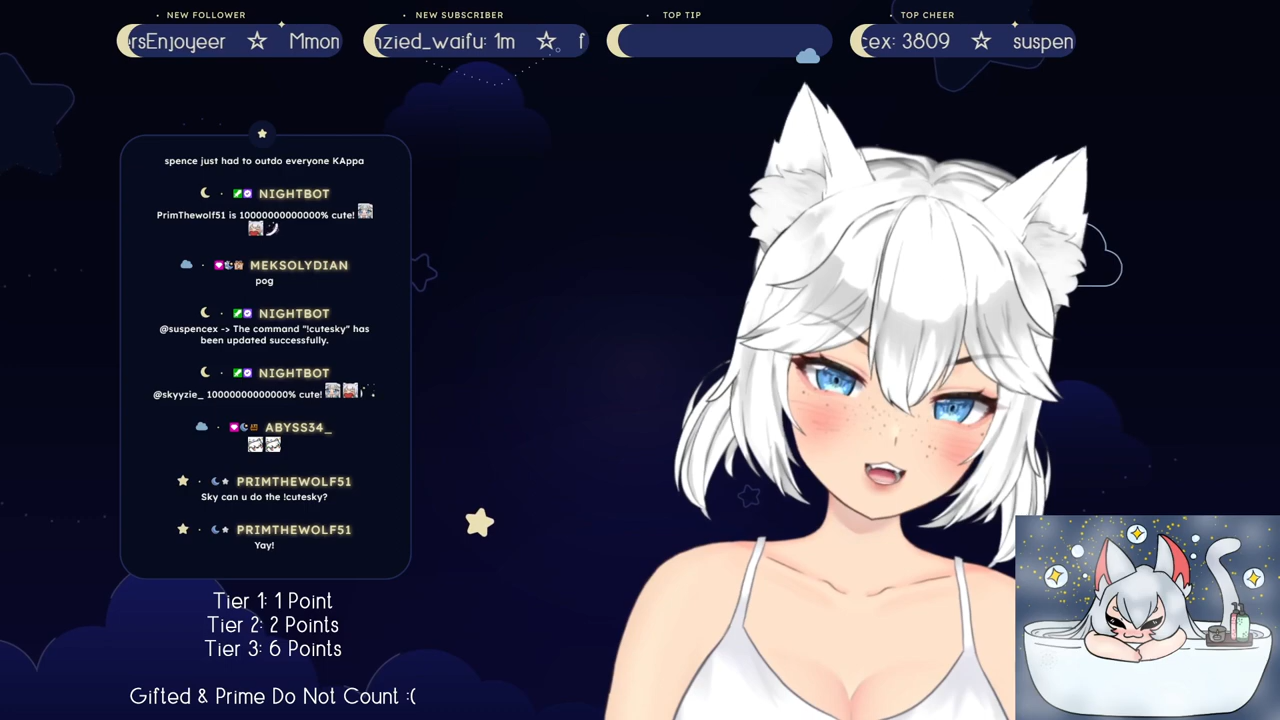 NEW FOLLOWER
NEW SUBSCRIBER
TOP TIP
TOP CHEER
ersEnjoyeer ☆ Mmon
nzied_waifu: 1m ☆
cex: 3809 ☆ suspen
spence just had to outdo everyone KAppa
NIGHTBOT
PrimThewolf51 is 10000000000000% cute!
MEKSOLYDIAN
pog
NIGHTBOT
@suspencex -> The command "!cutesky" has
been updated successfully.
NIGHTBOT
@skyyzie_ 10000000000000% cute!
ABYSS34_
PRIMTHEWOLF51
Sky can u do the !cutesky?
PRIMTHEWOLF51
Yay!
Tier 1: 1 Point
Tier 2: 2 Points
Tier 3: 6 Points
Gifted & Prime Do Not Count :(